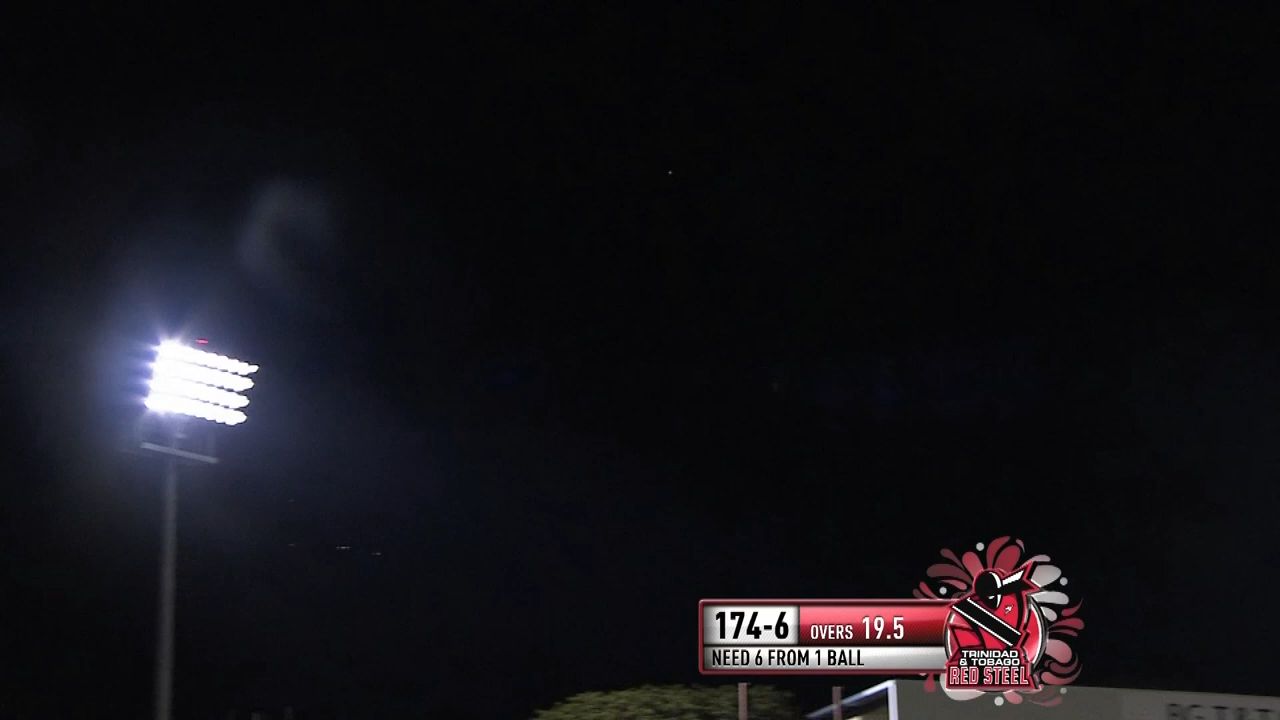 174-6 OVERS 19.5
NEED 6 FROM 1 BALL
TRINIDAD
& TOBAGO
RED STEEL